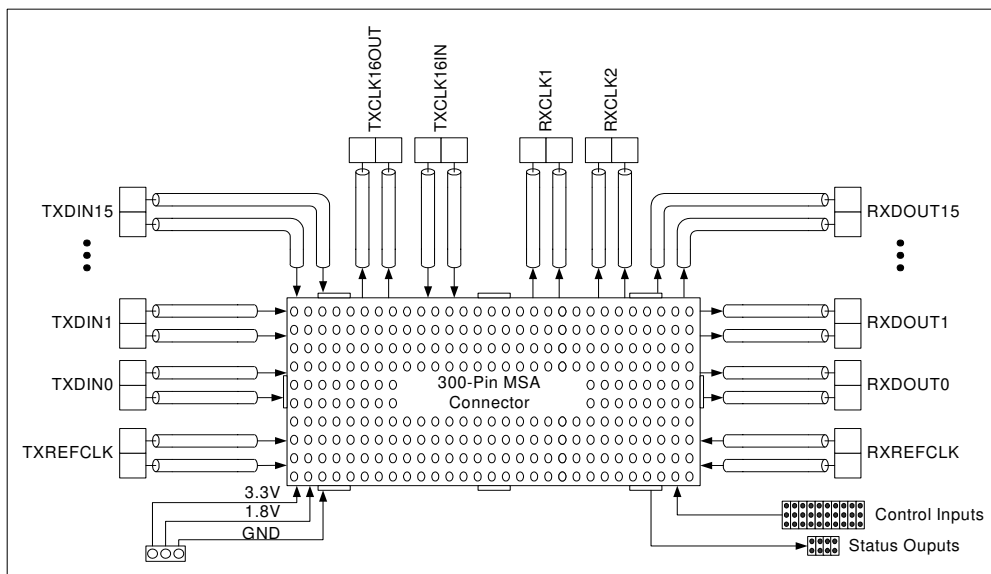 TXCLK16OUT
TXCLK16IN
RXCLK1
RXCLK2
TXDIN15
RXDOUT15
TXDIN1
RXDOUT1
TXDIN0
RXDOUT0
300-Pin MSA
Connector
TXREFCLK
RXREFCLK
3.3V
1.8V
GND
Control Inputs
Status Ouputs